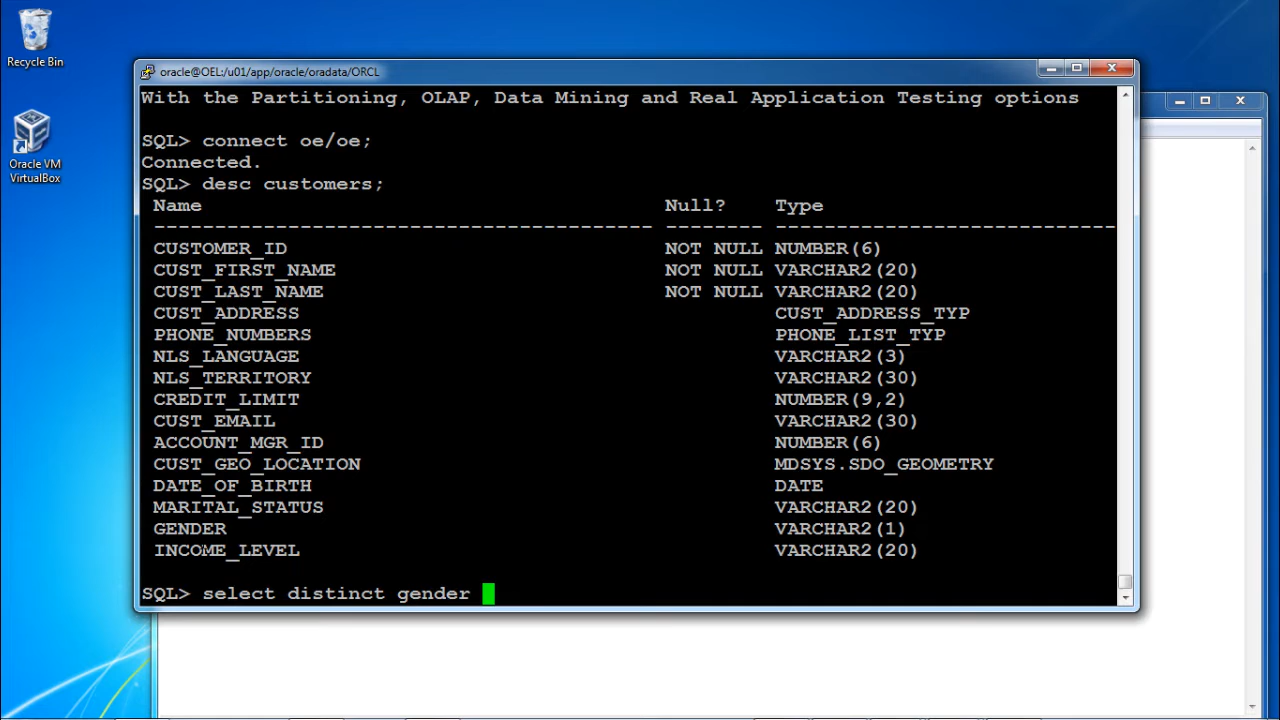 Recycle Bin
Oracle VM
VirtualBox
oracle@OEL:/u01/app/oracle/oradata/ORCL
With the Partitioning, OLAP, Data Mining and Real Application Testing options
SQL> connect oe/oe;
Connected.
SQL> desc customers;
Name Null? Type
----------------------------------------- -------- ----------------------------
CUSTOMER_ID NOT NULL NUMBER(6)
CUST_FIRST_NAME NOT NULL VARCHAR2(20)
CUST_LAST_NAME NOT NULL VARCHAR2(20)
CUST_ADDRESS CUST_ADDRESS_TYP
PHONE_NUMBERS PHONE_LIST_TYP
NLS_LANGUAGE VARCHAR2(3)
NLS_TERRITORY VARCHAR2(30)
CREDIT_LIMIT NUMBER(9,2)
CUST_EMAIL VARCHAR2(30)
ACCOUNT_MGR_ID NUMBER(6)
CUST_GEO_LOCATION MDSYS.SDO_GEOMETRY
DATE_OF_BIRTH DATE
MARITAL_STATUS VARCHAR2(20)
GENDER VARCHAR2(1)
INCOME_LEVEL VARCHAR2(20)
SQL> select distinct gender